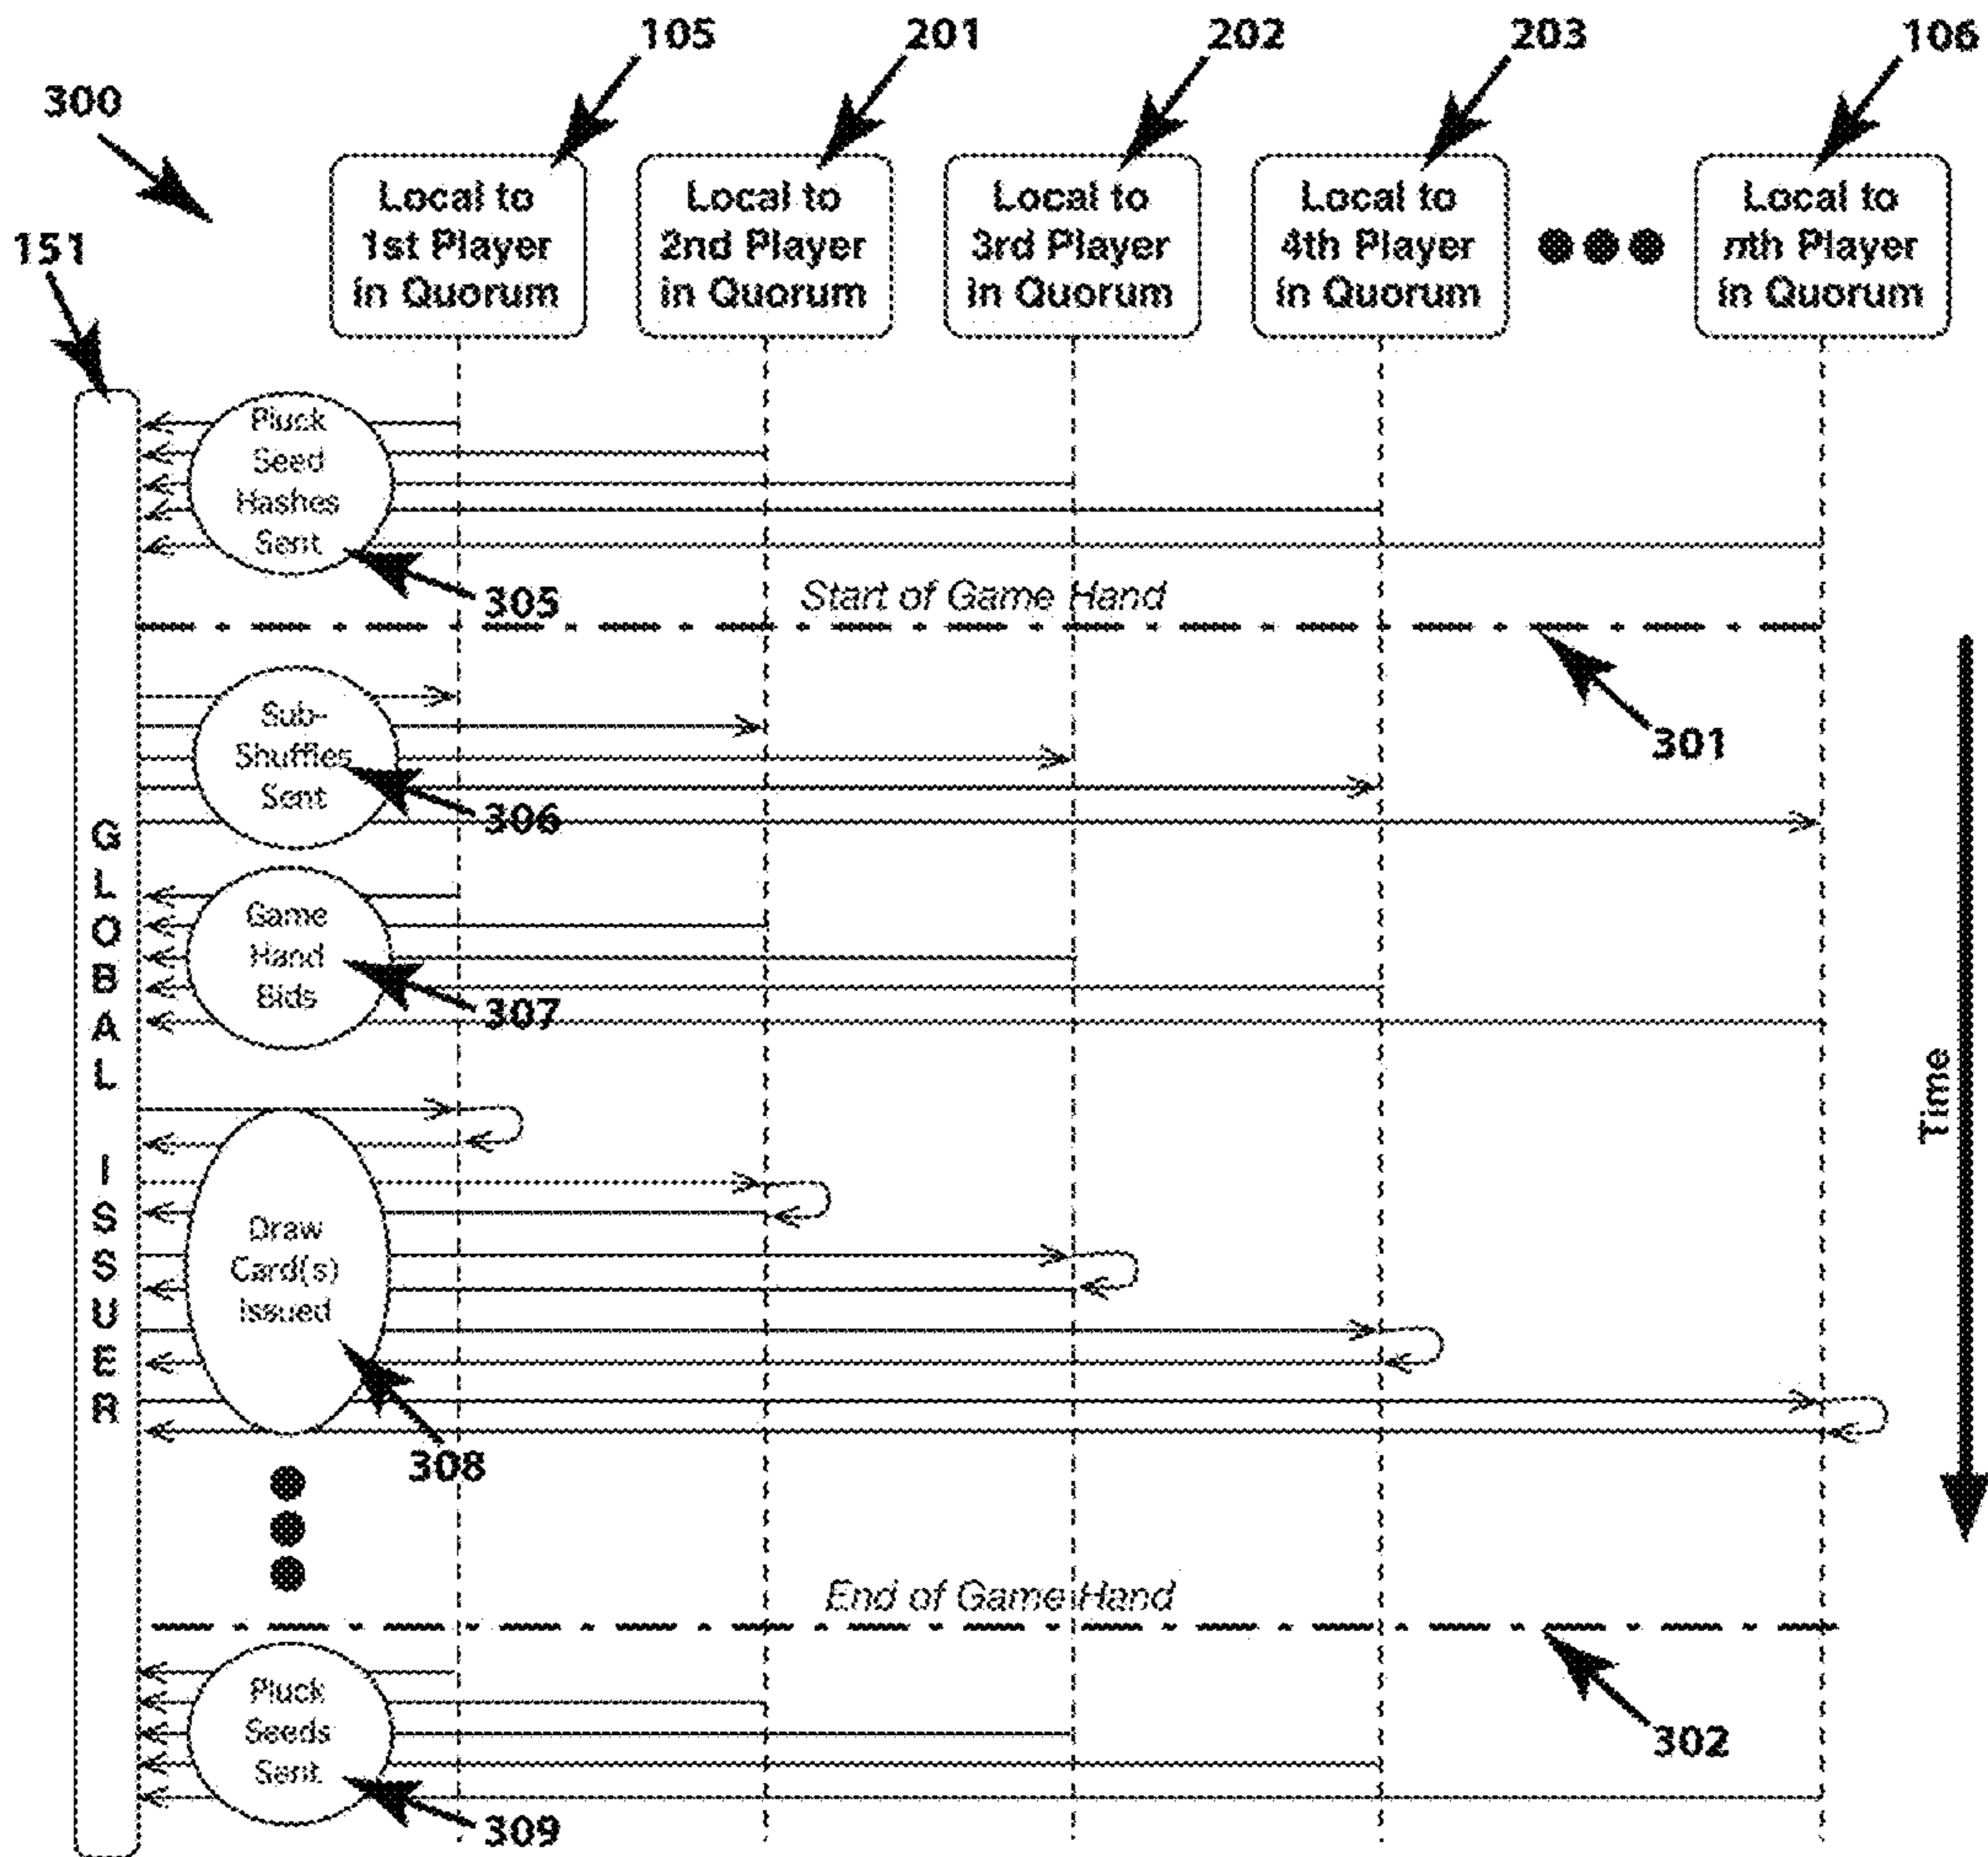 105
201
202
203
106
300
151
Local to
1st Player
in Quorum
Local to
2nd Player
in Quorum
Local to
3rd Player
in Quorum
Local to
4th Player
in Quorum
Local to
nth Player
in Quorum
Pluck
Seed
Hashes
Sent
305
Start of Game Hand
301
Sub-
Shuffles
Sent
306
GLOBAL ISSUER
Game
Hand
Bids
307
Time
Draw
Card(s)
Issued
308
End of Game Hand
302
Pluck
Seeds
Sent
309